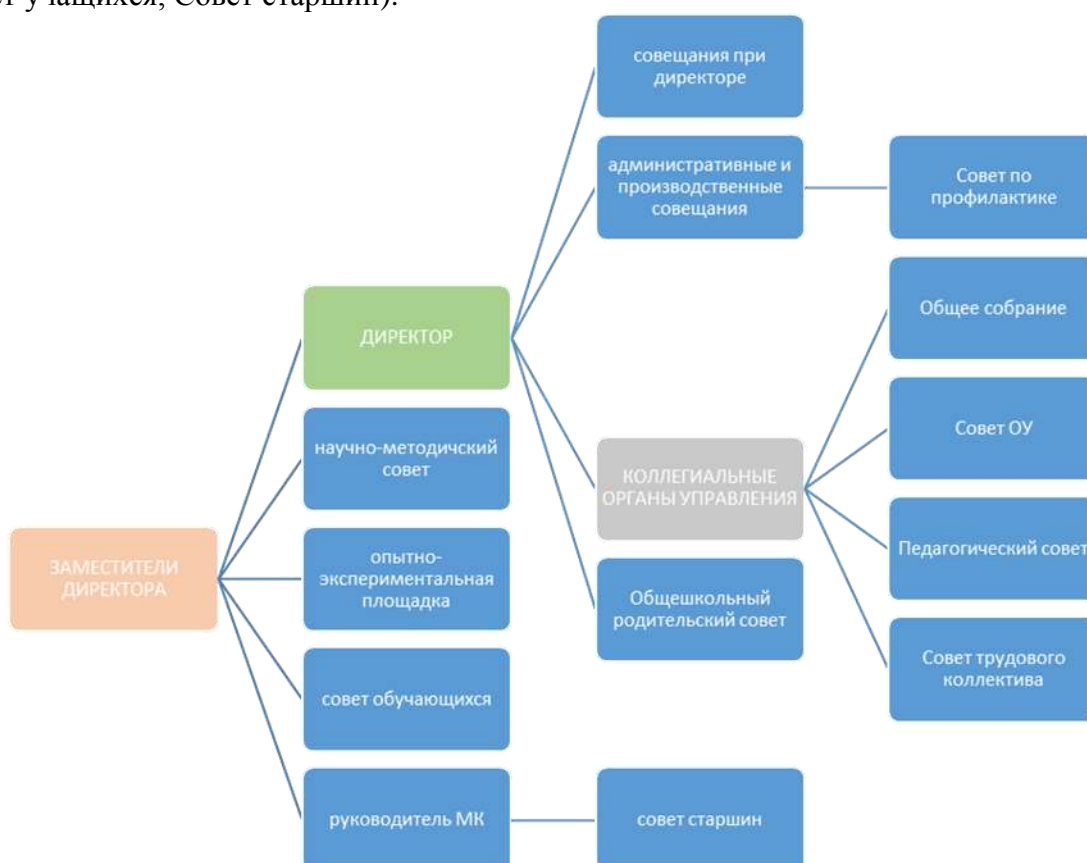 учащихся, Совет старшин).
совещания при
директоре
административные и
производственные
совещания
Совет по
профилактике
Общее собрание
ДИРЕКТОР
Совет ОУ
научно-методичский
совет
КОЛЛЕГИАЛЬНЫЕ
ОРГАНЫ УПРАВЛЕНИЯ
Педагогический совет
ЗАМЕСТИТЕЛИ
ДИРЕКТОРА
опытно-
экспериментальная
площадка
Общешкольный
родительский совет
Совет трудового
коллектива
совет обучающихся
руководитель МК
совет старшин